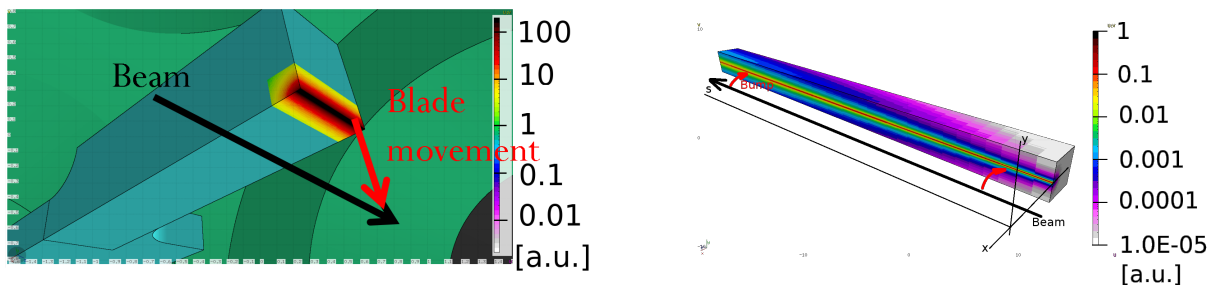 100
10
1
0.1
0.01
[a.u.]
Beam
Blade
movement
1
0.1
0.01
0.001
0.0001
1.0E-05
[a.u.]
s
Bump
y
Beam
x